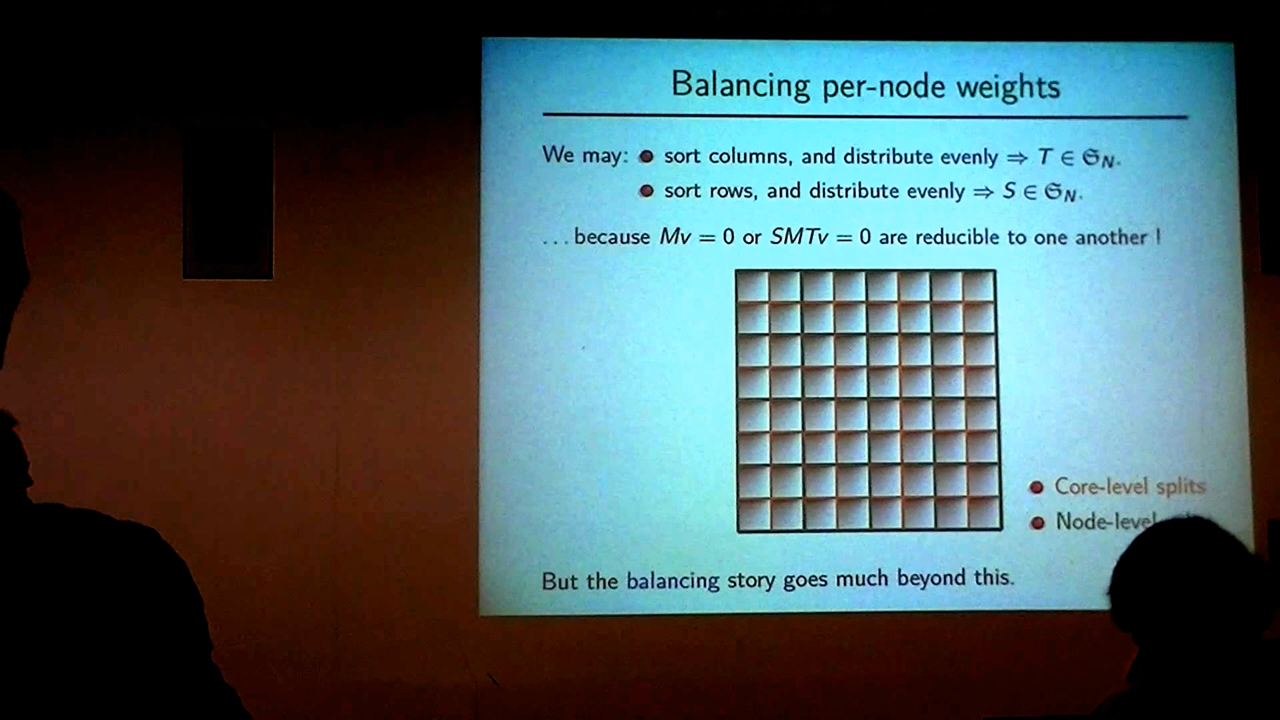 Balancing per-node weights
We may: • sort columns, and distribute evenly ⇒ T ∈ 𝔖_N.
• sort rows, and distribute evenly ⇒ S ∈ 𝔖_N.
...because Mv = 0 or SMTv = 0 are reducible to one another !
• Core-level splits
• Node-level
But the balancing story goes much beyond this.